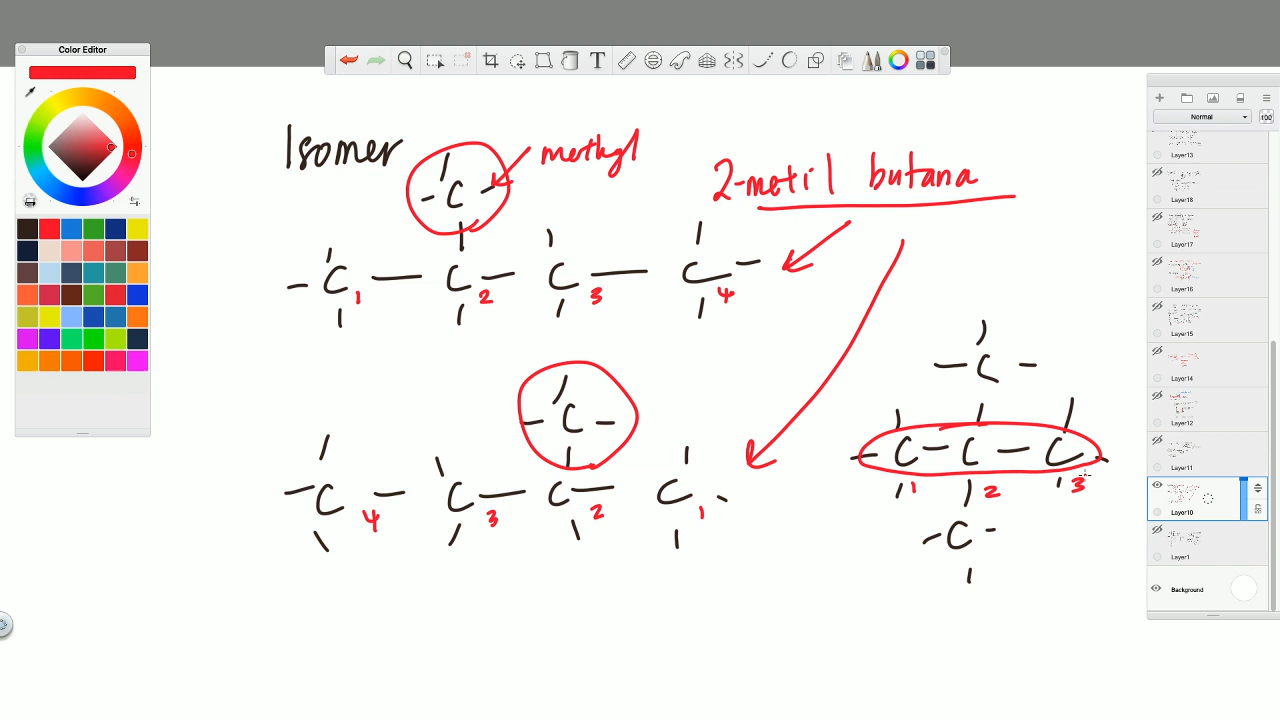 Color Editor
Isomer
methyl
2-metil butana
C C C
C 1 C 2 C 3 C 4
C
C 4 C 3 C 2 C 1
C
C C C
1 2 3
C
Normal
100
Layer13
Layer18
Layer17
Layer16
Layer15
Layer14
Layer12
Layer11
Layer10
Layer1
Background